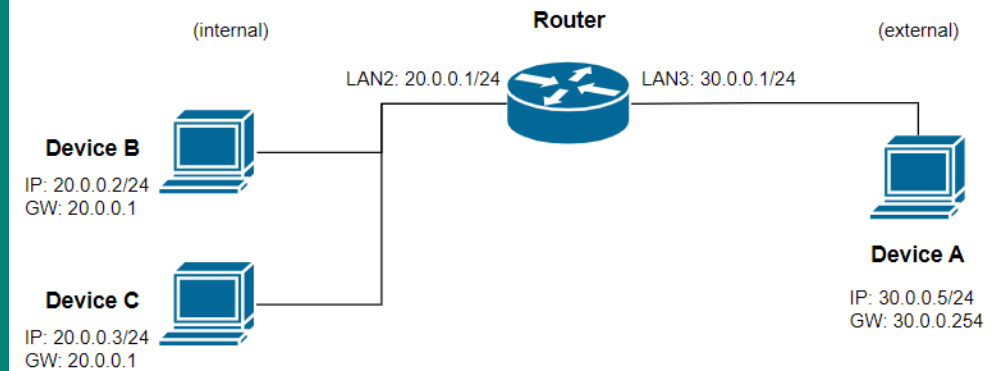 Router
(internal)
(external)
LAN2: 20.0.0.1/24
LAN3: 30.0.0.1/24
Device B
IP: 20.0.0.2/24
GW: 20.0.0.1
Device A
IP: 30.0.0.5/24
GW: 30.0.0.254
Device C
IP: 20.0.0.3/24
GW: 20.0.0.1